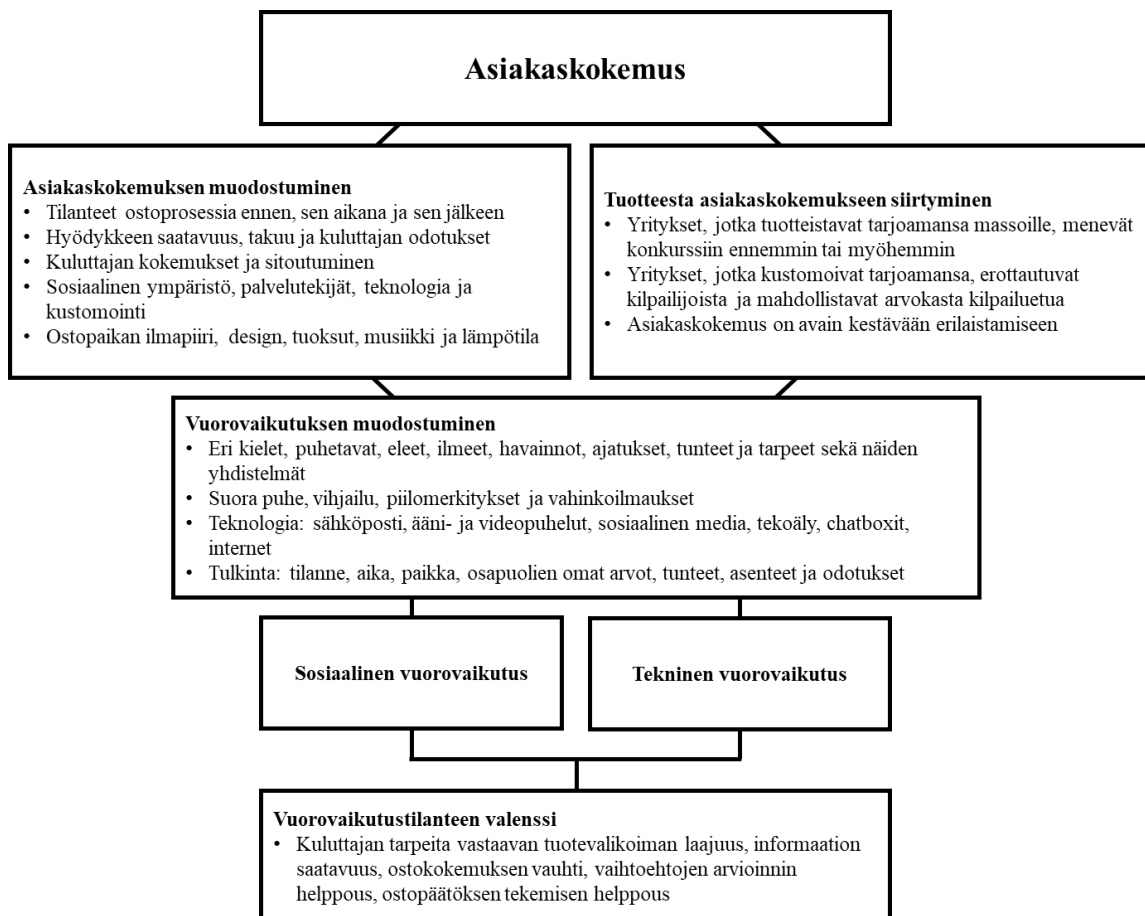 Asiakaskokemus
Asiakaskokemuksen muodostuminen
• Tilanteet ostoprosessia ennen, sen aikana ja sen jälkeen
• Hyödykkeen saatavuus, takuu ja kuluttajan odotukset
• Kuluttajan kokemukset ja sitoutuminen
• Sosiaalinen ympäristö, palvelutekijät, teknologia ja
kustomointi
• Ostopaikan ilmapiiri, design, tuoksut, musiikki ja lämpötila
Tuotteesta asiakaskokemukseen siirtyminen
• Yritykset, jotka tuotteistavat tarjoamansa massoille, menevät
konkurssiin ennemmin tai myöhemmin
• Yritykset, jotka kustomoivat tarjoamansa, erottautuvat
kilpailijoista ja mahdollistavat arvokasta kilpailuetua
• Asiakaskokemus on avain kestävään erilaistamiseen
Vuorovaikutuksen muodostuminen
• Eri kielet, puhetavat, eleet, ilmeet, havainnot, ajatukset, tunteet ja tarpeet sekä näiden
yhdistelmät
• Suora puhe, vihjailu, piilomerkitykset ja vahinkoilmaukset
• Teknologia: sähköposti, ääni- ja videopuhelut, sosiaalinen media, tekoäly, chatboxit,
internet
• Tulkinta: tilanne, aika, paikka, osapuolien omat arvot, tunteet, asenteet ja odotukset
Sosiaalinen vuorovaikutus
Tekninen vuorovaikutus
Vuorovaikutustilanteen valenssi
• Kuluttajan tarpeita vastaavan tuotevalikoiman laajuus, informaation
saatavuus, ostokokemuksen vauhti, vaihtoehtojen arvioinnin
helppous, ostopäätöksen tekemisen helppous